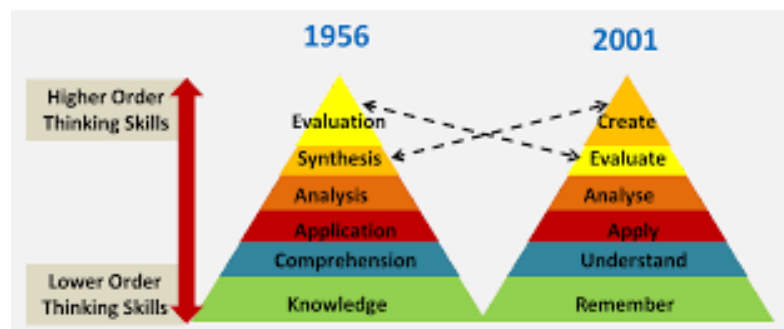 1956
2001
Higher Order
Thinking Skills
Evaluation
Create
Synthesis
Evaluate
Analysis
Analyse
Application
Apply
Comprehension
Understand
Lower Order
Thinking Skills
Knowledge
Remember